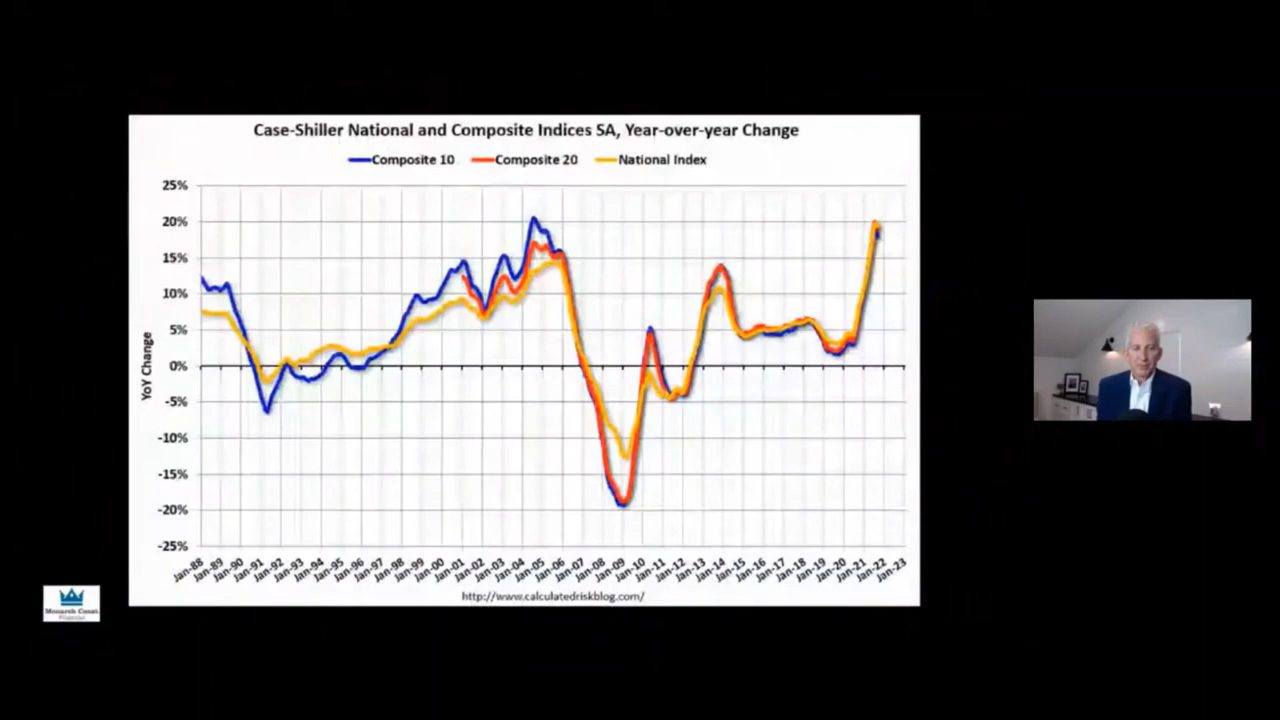 Case-Shiller National and Composite Indices SA, Year-over-year Change
Composite 10 Composite 20 National Index
25%
20%
15%
10%
5%
0%
-5%
-10%
-15%
-20%
-25%
YoY Change
Jan-88 Jan-89 Jan-90 Jan-91 Jan-92 Jan-93 Jan-94 Jan-95 Jan-96 Jan-97 Jan-98 Jan-99 Jan-00 Jan-01 Jan-02 Jan-03 Jan-04 Jan-05 Jan-06 Jan-07 Jan-08 Jan-09 Jan-10 Jan-11 Jan-12 Jan-13 Jan-14 Jan-15 Jan-16 Jan-17 Jan-18 Jan-19 Jan-20 Jan-21 Jan-22 Jan-23
http://www.calculatedriskblog.com/
Monarch Coast
Financial